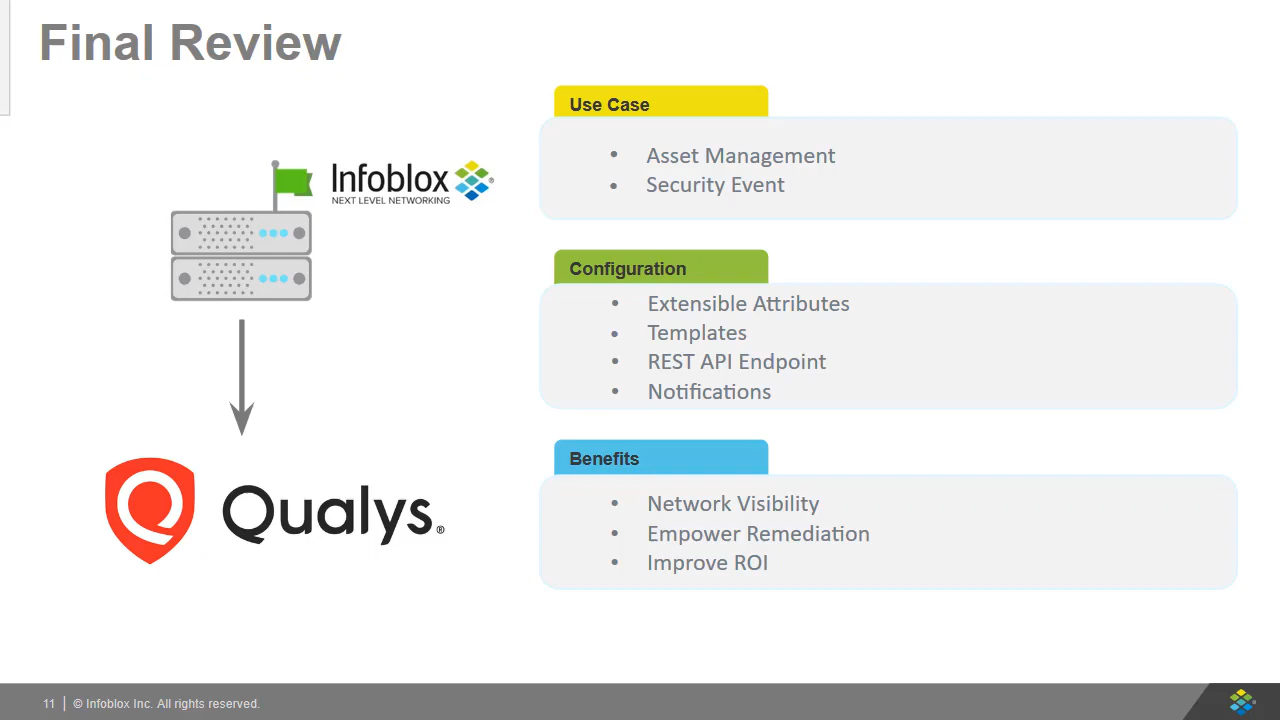 Final Review
Infoblox
NEXT LEVEL NETWORKING
Qualys®
Use Case
• Asset Management
• Security Event
Configuration
• Extensible Attributes
• Templates
• REST API Endpoint
• Notifications
Benefits
• Network Visibility
• Empower Remediation
• Improve ROI
11 | © Infoblox Inc. All rights reserved.